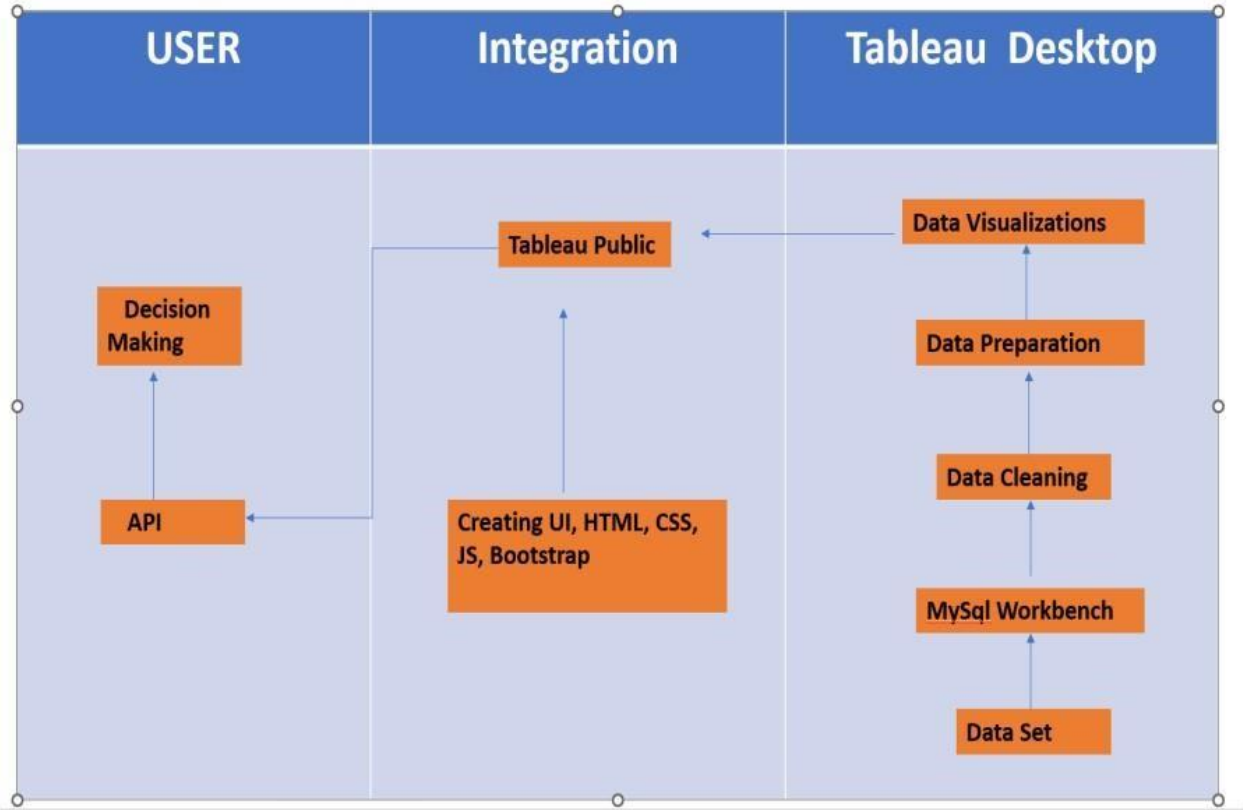 USER
Integration
Tableau Desktop
Decision
Making
API
Tableau Public
Creating UI, HTML, CSS,
JS, Bootstrap
Data Visualizations
Data Preparation
Data Cleaning
MySql Workbench
Data Set